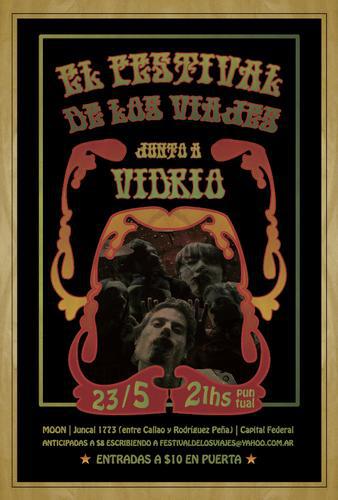 EL FESTIVAL
DE LOS VIAJES
JUNTO A
VIDRIO
23/5 21hs pun
tual
MOON | Juncal 1773 (entre Callao y Rodríguez Peña) | Capital Federal
ANTICIPADAS A $8 ESCRIBIENDO A FESTIVALDELOSVIAJES@YAHOO.COM.AR
★ ENTRADAS A $10 EN PUERTA ★